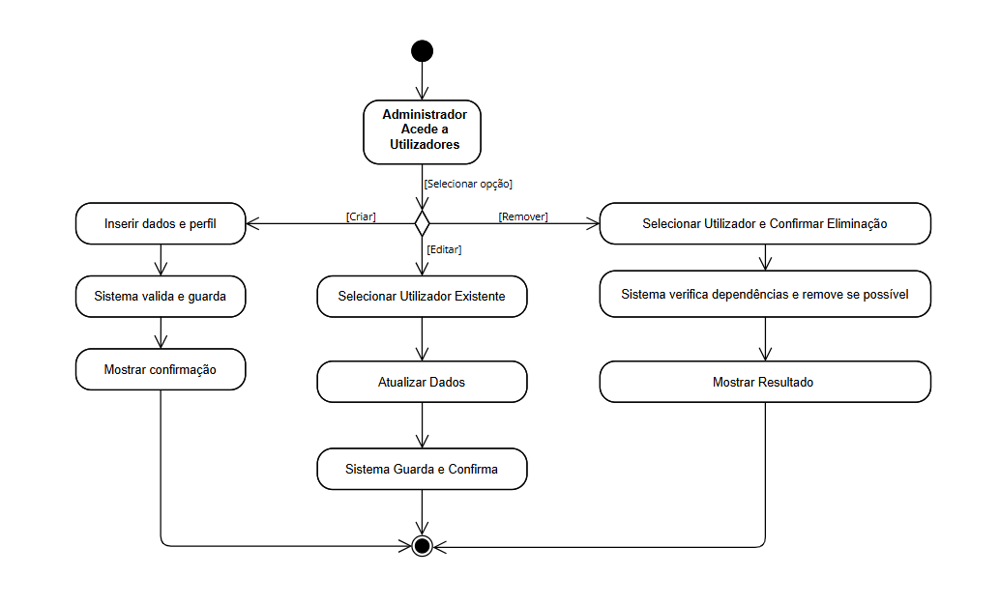 Administrador
Acede a
Utilizadores
[Selecionar opção]
[Criar]
[Remover]
[Editar]
Inserir dados e perfil
Sistema valida e guarda
Mostrar confirmação
Selecionar Utilizador Existente
Atualizar Dados
Sistema Guarda e Confirma
Selecionar Utilizador e Confirmar Eliminação
Sistema verifica dependências e remove se possível
Mostrar Resultado